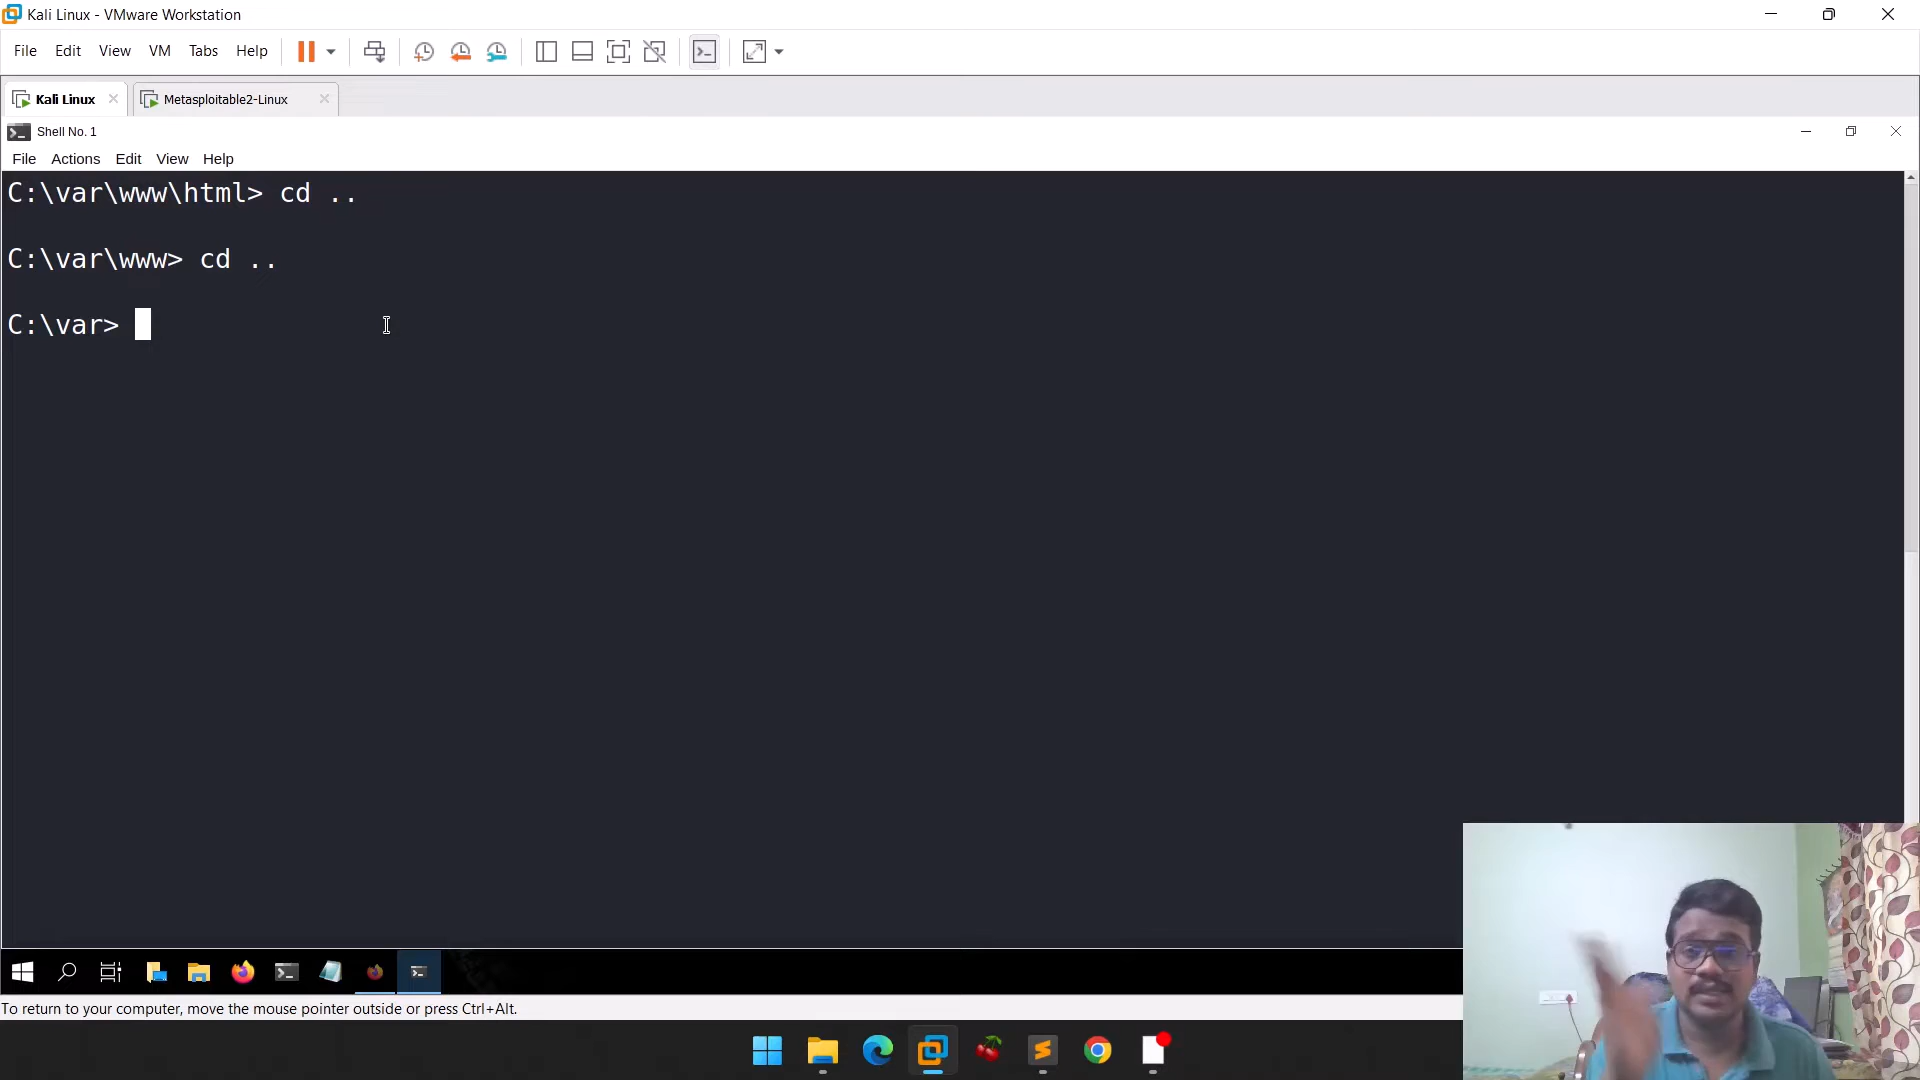 Kali Linux - VMware Workstation
File Edit View VM Tabs Help
Kali Linux Metasploitable2-Linux
Shell No. 1
File Actions Edit View Help
C:\var\www\html> cd ..
C:\var\www> cd ..
C:\var>
To return to your computer, move the mouse pointer outside or press Ctrl+Alt.